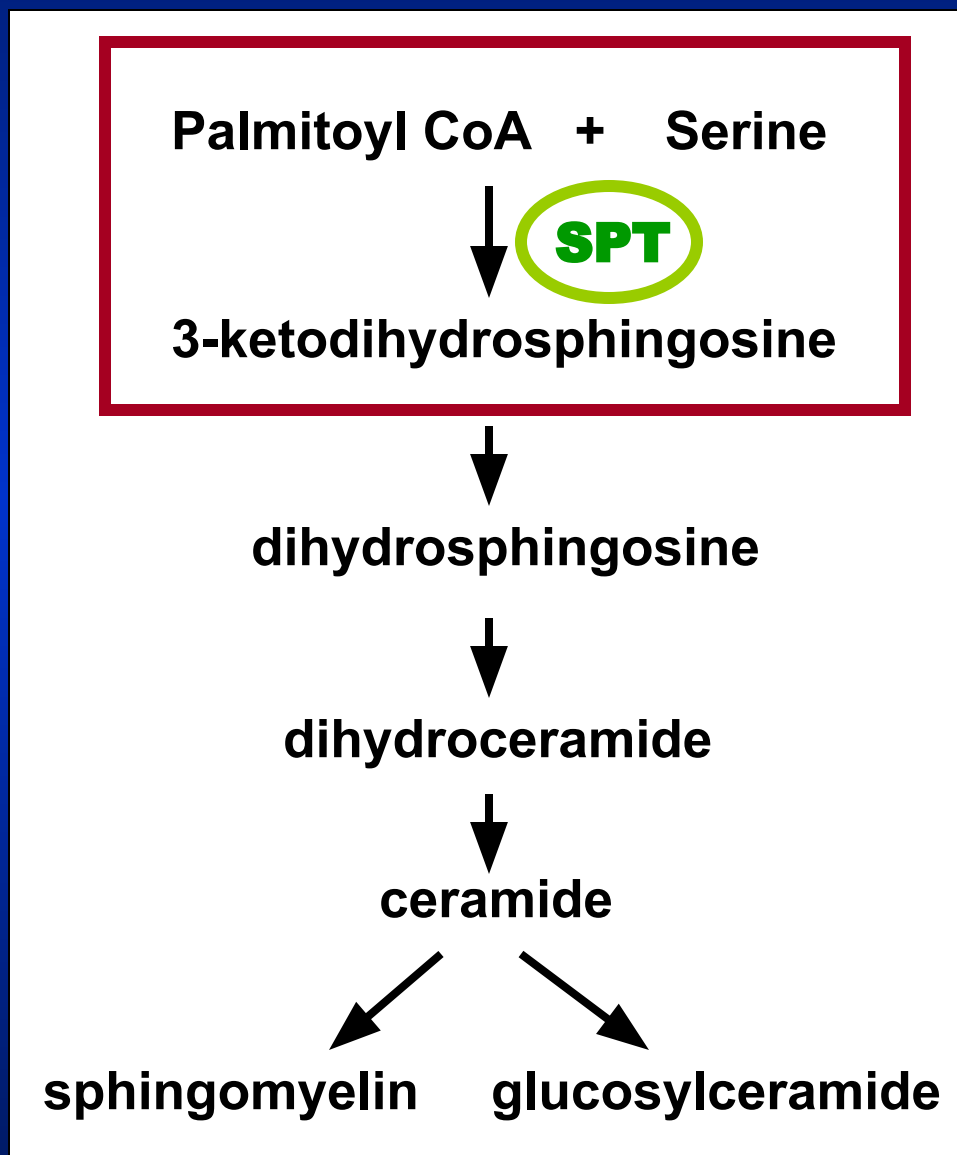 Palmitoyl CoA + Serine
SPT
3-ketodihydrosphingosine
dihydrosphingosine
dihydroceramide
ceramide
sphingomyelin glucosylceramide